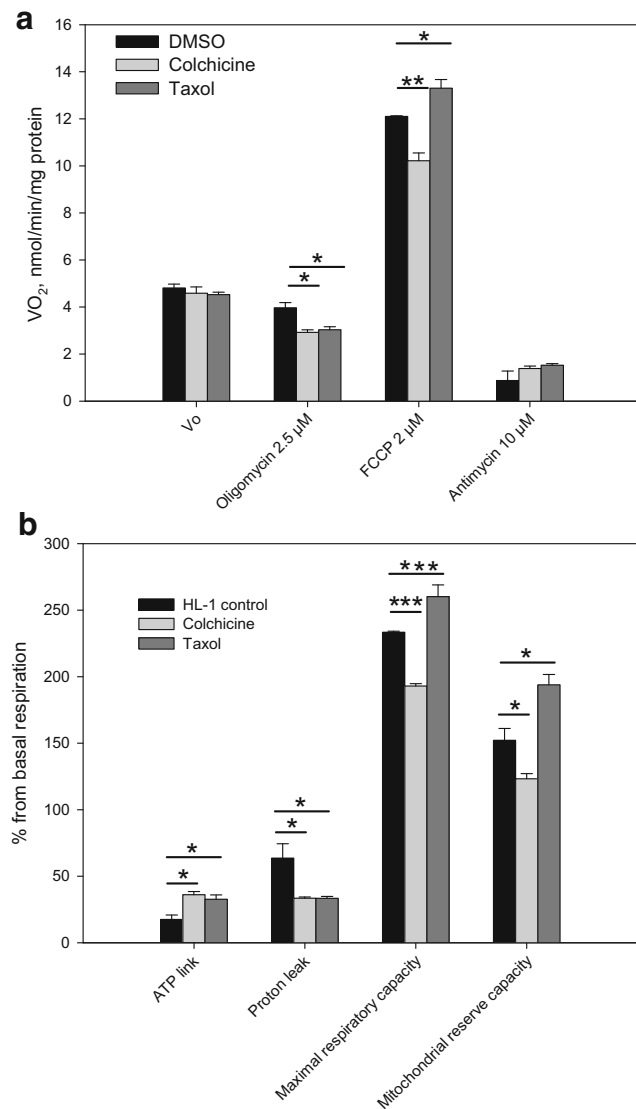 a
DMSO
Colchicine
Taxol
VO₂, nmol/min/mg protein
16
14
12
10
8
6
4
2
0
*
*
*
**
Vo
Oligomycin 2.5 µM
FCCP 2 µM
Antimycin 10 µM
b
HL-1 control
Colchicine
Taxol
% from basal respiration
300
250
200
150
100
50
0
*
*
*
*
***
***
*
*
ATP link
Proton leak
Maximal respiratory capacity
Mitochondrial reserve capacity